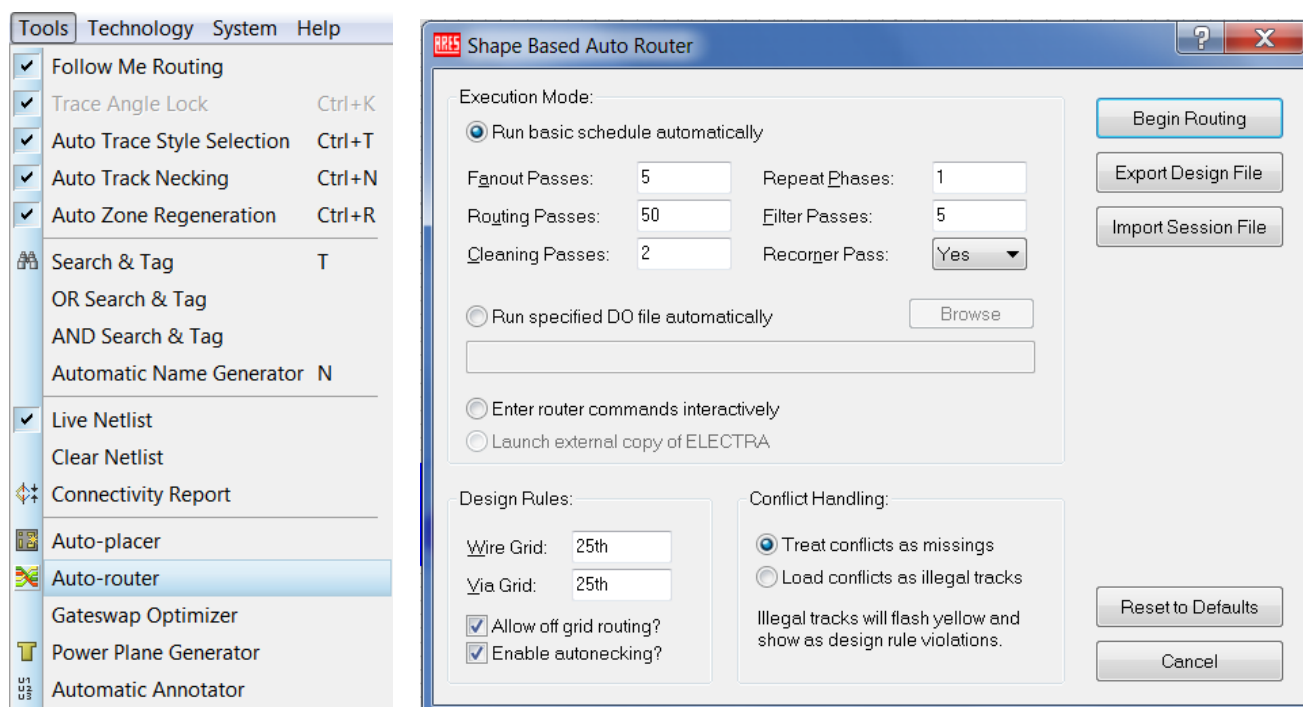 Tools Technology System Help
Follow Me Routing
Trace Angle Lock Ctrl+K
Auto Trace Style Selection Ctrl+T
Auto Track Necking Ctrl+N
Auto Zone Regeneration Ctrl+R
Search & Tag T
OR Search & Tag
AND Search & Tag
Automatic Name Generator N
Live Netlist
Clear Netlist
Connectivity Report
Auto-placer
Auto-router
Gateswap Optimizer
Power Plane Generator
U1 U2 U3 Automatic Annotator
ARES Shape Based Auto Router ? X
Execution Mode:
Run basic schedule automatically
Fanout Passes: 5 Repeat Phases: 1
Routing Passes: 50 Filter Passes: 5
Cleaning Passes: 2 Recorner Pass: Yes
Run specified DO file automatically Browse
Enter router commands interactively
Launch external copy of ELECTRA
Begin Routing
Export Design File
Import Session File
Design Rules:
Wire Grid: 25th
Via Grid: 25th
Allow off grid routing?
Enable autonecking?
Conflict Handling:
Treat conflicts as missings
Load conflicts as illegal tracks
Illegal tracks will flash yellow and
show as design rule violations.
Reset to Defaults
Cancel